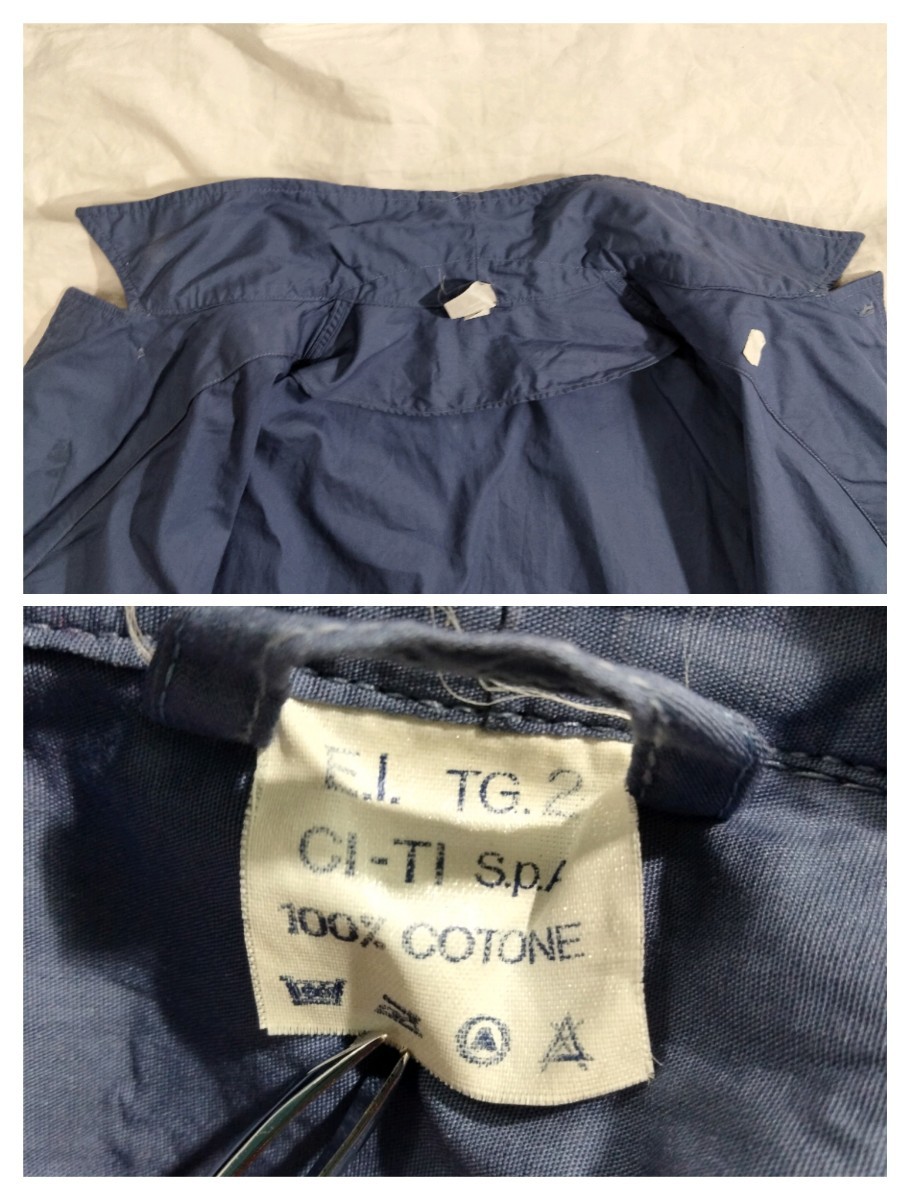 E.I. TG. 2
CI-TI S.p.A
100% COTONE
A